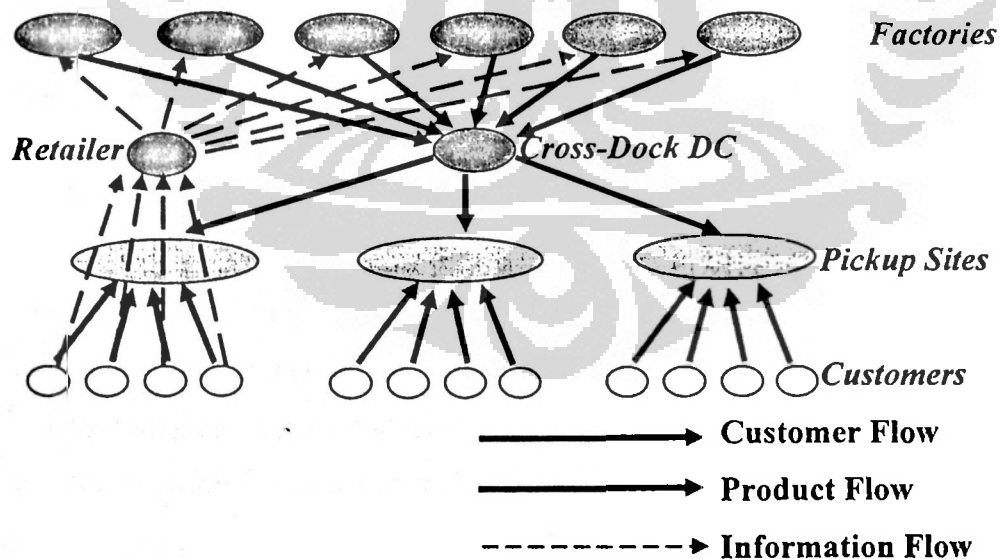 Factories
Retailer
Cross-Dock DC
Pickup Sites
Customers
Customer Flow
Product Flow
Information Flow